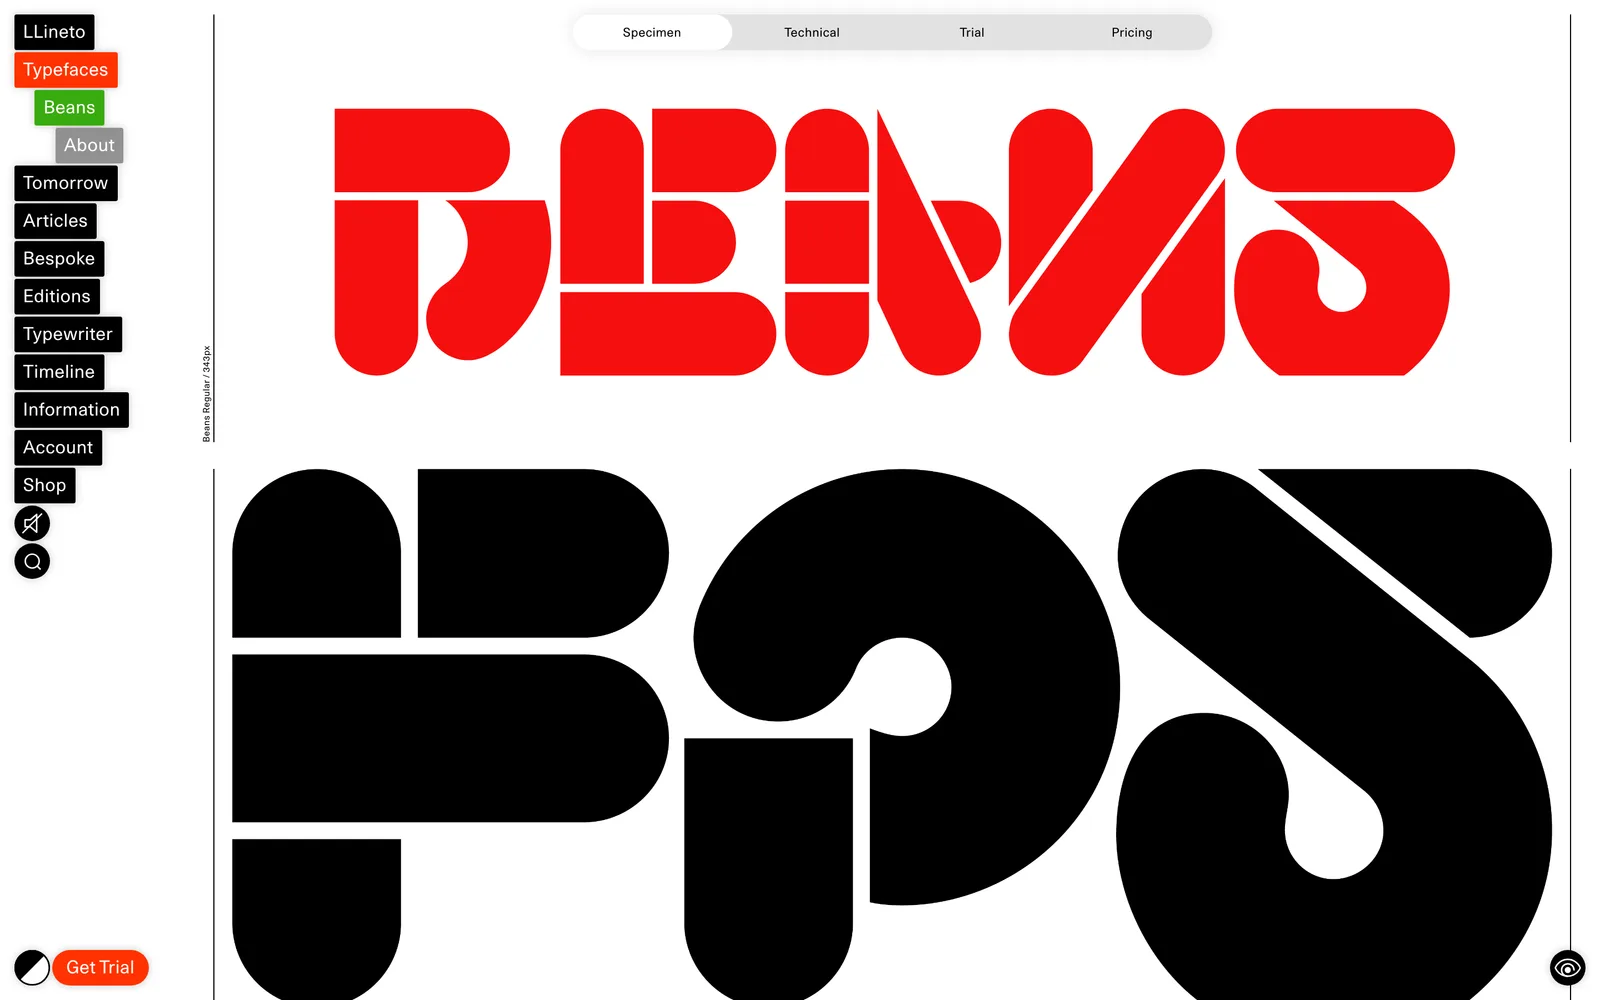 LLineto
Typefaces
Beans
About
Tomorrow
Articles
Bespoke
Editions
Typewriter
Timeline
Information
Account
Shop
Get Trial
Specimen
Technical
Trial
Pricing
Beans Regular / 343px
FPS